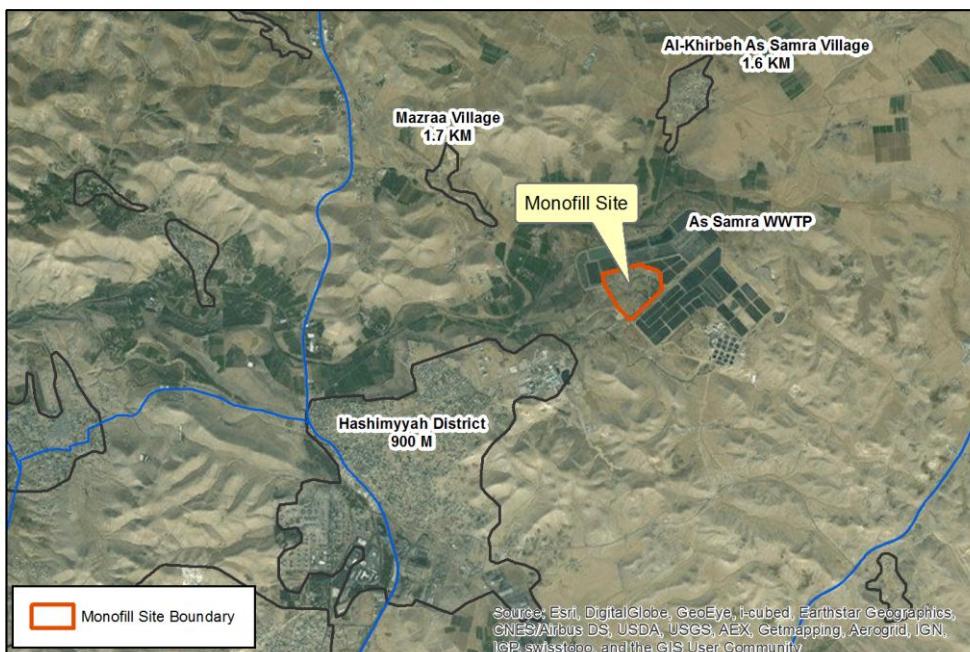 Al-Khirbeh As Samra Village
1.6 KM
Mazraa Village
1.7 KM
Monofill Site
As Samra WWTP
Hashimyyah District
900 M
Monofill Site Boundary
Source: Esri, DigitalGlobe, GeoEye, i-cubed, Earthstar Geographics,
CNES/Airbus DS, USDA, USGS, AEX, Getmapping, Aerogrid, IGN,
IGP, swisstopo, and the GIS User Community